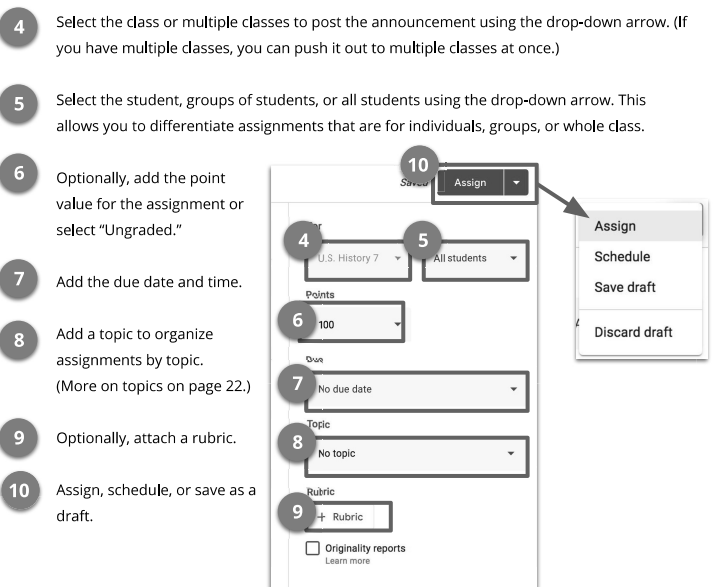 4
Select the class or multiple classes to post the announcement using the drop-down arrow. (If
you have multiple classes, you can push it out to multiple classes at once.)
5
Select the student, groups of students, or all students using the drop-down arrow. This
allows you to differentiate assignments that are for individuals, groups, or whole class.
6
Optionally, add the point
value for the assignment or
select “Ungraded.”
7
Add the due date and time.
8
Add a topic to organize
assignments by topic.
(More on topics on page 22.)
9
Optionally, attach a rubric.
10
Assign, schedule, or save as a
draft.
10
Saved Assign
4
5
U.S. History 7 All students
Points
6
100
Due
7
No due date
Topic
8
No topic
Rubric
9
+ Rubric
Originality reports
Learn more
Assign
Schedule
Save draft
Discard draft